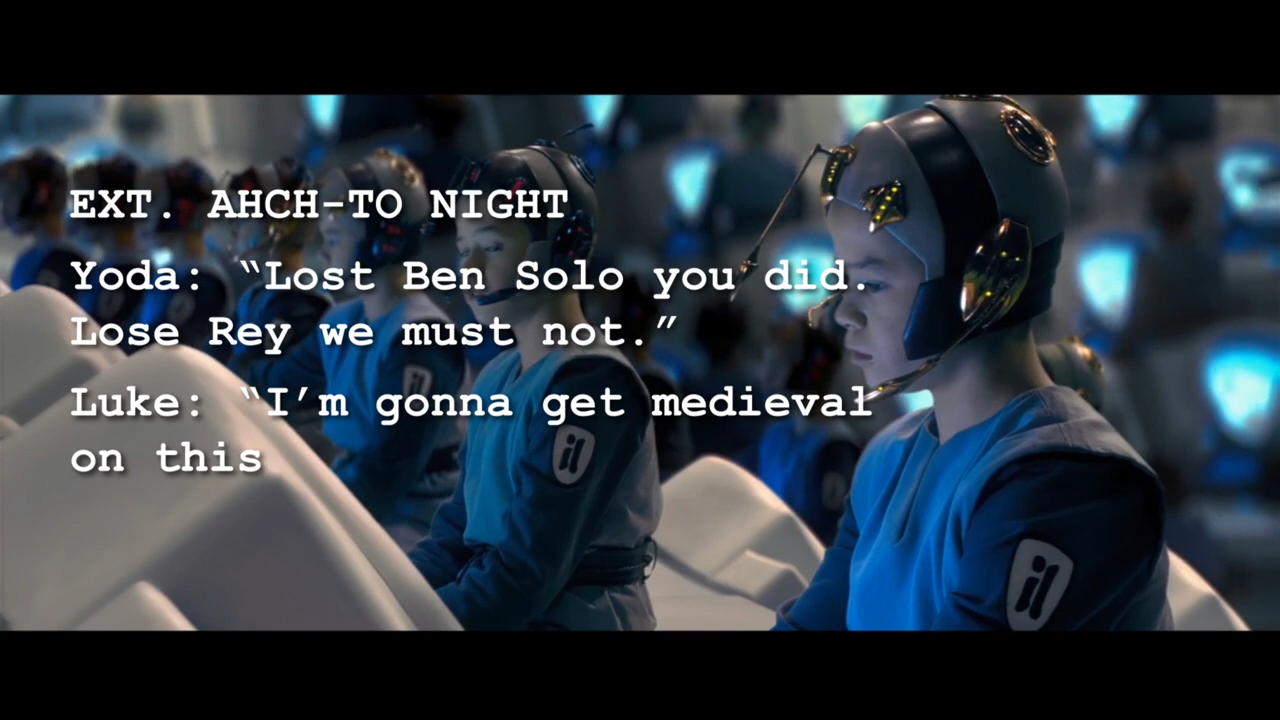 EXT. AHCH-TO NIGHT
Yoda: “Lost Ben Solo you did.
Lose Rey we must not.”
Luke: “I’m gonna get medieval
on this